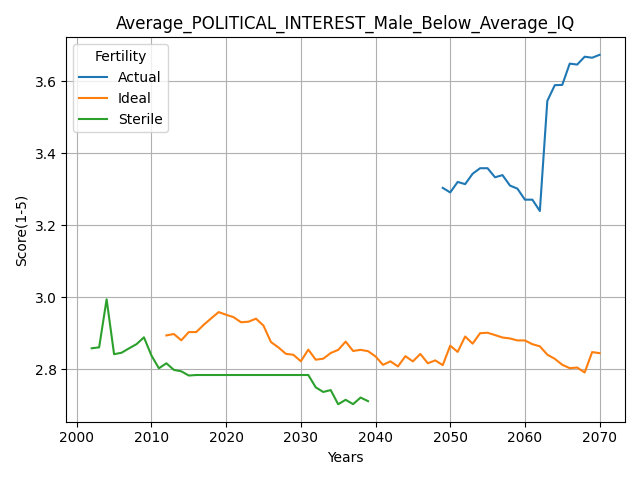 Average_POLITICAL_INTEREST_Male_Below_Average_IQ
Fertility
Actual
Ideal
Sterile
Score(1-5)
3.6
3.4
3.2
3.0
2.8
2000 2010 2020 2030 2040 2050 2060 2070
Years